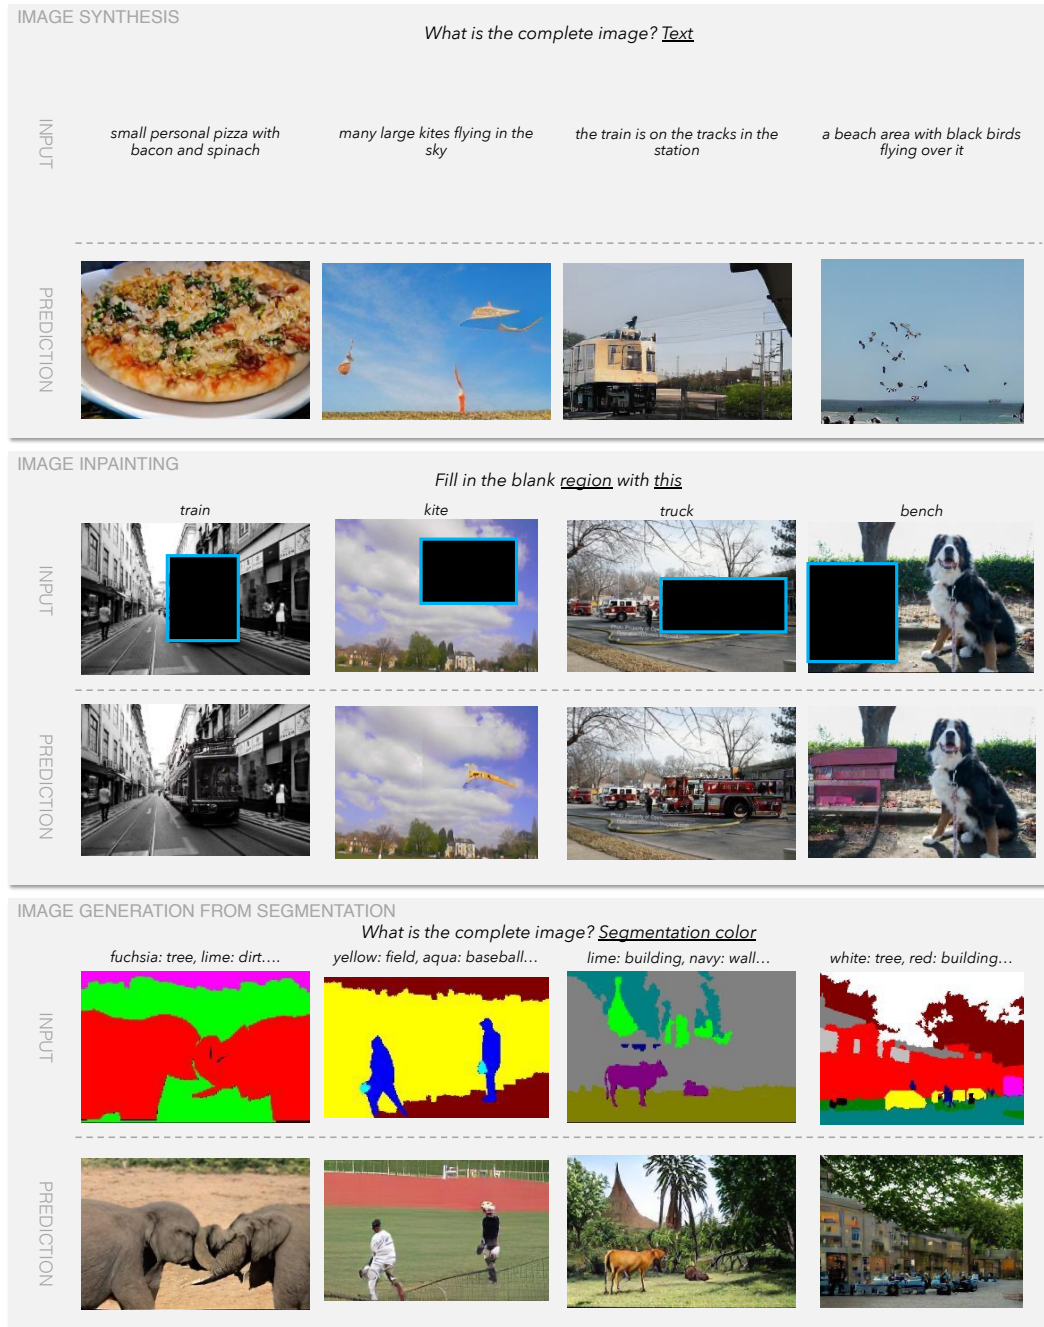 IMAGE SYNTHESIS
What is the complete image? Text
INPUT
small personal pizza with
bacon and spinach
many large kites flying in the
sky
the train is on the tracks in the
station
a beach area with black birds
flying over it
PREDICTION
IMAGE INPAINTING
Fill in the blank region with this
train
kite
truck
bench
INPUT
PREDICTION
IMAGE GENERATION FROM SEGMENTATION
What is the complete image? Segmentation color
fuchsia: tree, lime: dirt....
yellow: field, aqua: baseball...
lime: building, navy: wall...
white: tree, red: building...
INPUT
PREDICTION